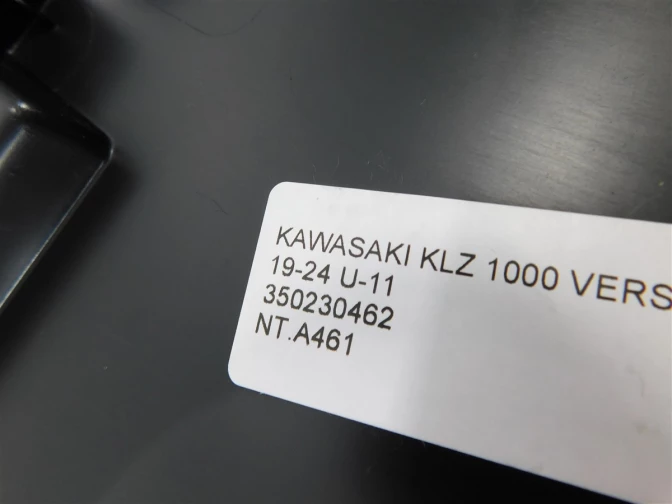 KAWASAKI KLZ 1000 VERS
19-24 U-11
350230462
NT.A461